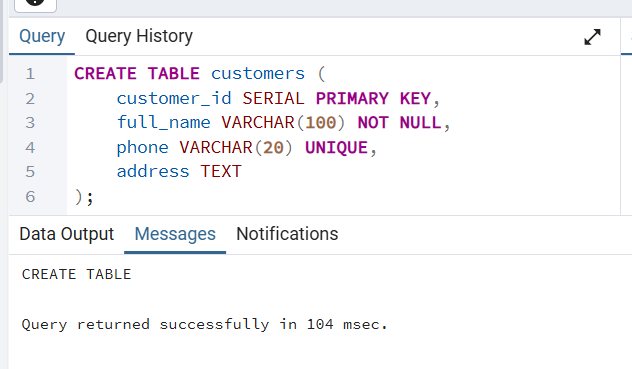 Query Query History
1 CREATE TABLE customers (
2 customer_id SERIAL PRIMARY KEY,
3 full_name VARCHAR(100) NOT NULL,
4 phone VARCHAR(20) UNIQUE,
5 address TEXT
6 );
Data Output Messages Notifications
CREATE TABLE
Query returned successfully in 104 msec.